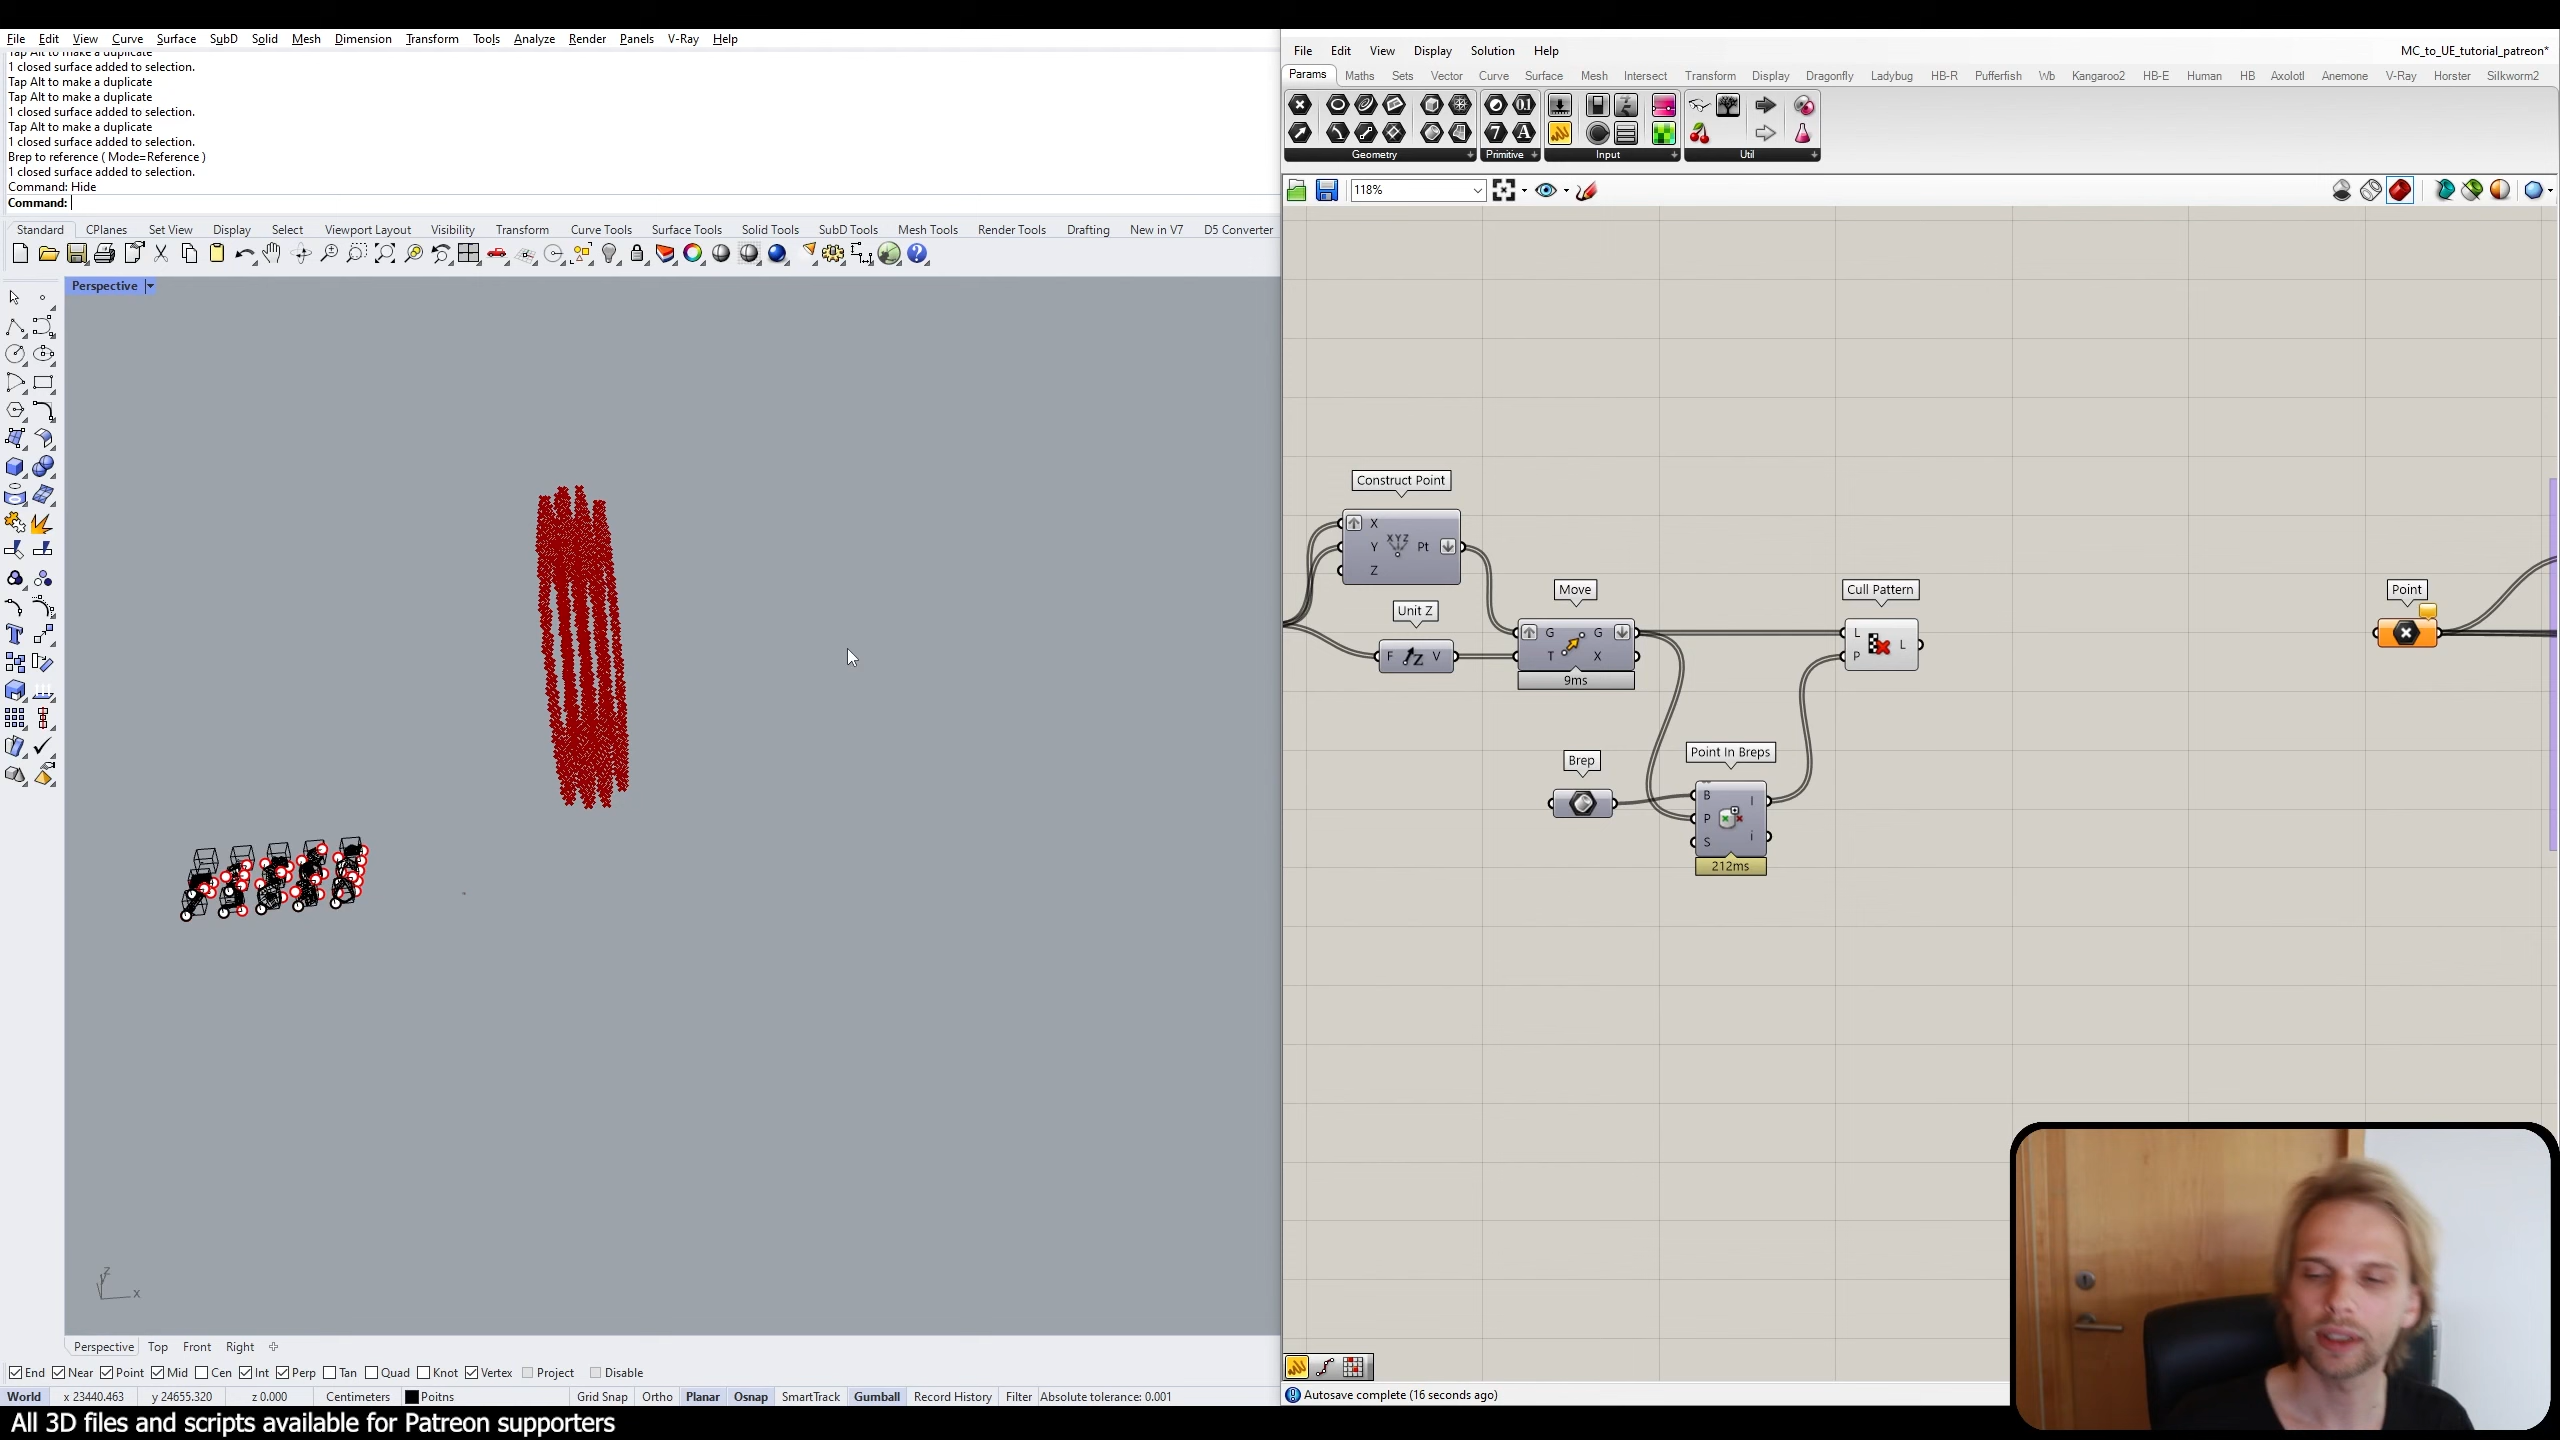 File Edit View Curve Surface SubD Solid Mesh Dimension Transform Tools Analyze Render Panels V-Ray Help
Tap Alt to make a duplicate
1 closed surface added to selection.
Tap Alt to make a duplicate
Tap Alt to make a duplicate
1 closed surface added to selection.
Tap Alt to make a duplicate
1 closed surface added to selection.
Brep to reference ( Mode=Reference )
1 closed surface added to selection.
Command: Hide
Command:
Standard CPlanes Set View Display Select Viewport Layout Visibility Transform Curve Tools Surface Tools Solid Tools SubD Tools Mesh Tools Render Tools Drafting New in V7 D5 Converter
Perspective
z
x
Perspective Top Front Right
End Near Point Mid Cen Int Perp Tan Quad Knot Vertex Project Disable
World x 23440.463 y 24655.320 z 0.000 Centimeters Poitns Grid Snap Ortho Planar Osnap SmartTrack Gumball Record History Filter Absolute tolerance: 0.001
All 3D files and scripts available for Patreon supporters
File Edit View Display Solution Help
MC_to_UE_tutorial_patreon*
Params Maths Sets Vector Curve Surface Mesh Intersect Transform Display Dragonfly Ladybug HB-R Pufferfish Wb Kangaroo2 HB-E Human HB Axolotl Anemone V-Ray Horster Silkworm2
Geometry Primitive Input Util
118%
Construct Point
X
Y
Z
XYZ
Pt
Unit Z
F Z V
Move
G G
T X
9ms
Cull Pattern
L L
P
Point
Brep
Point In Breps
B I
P
S i
212ms
Autosave complete (16 seconds ago)